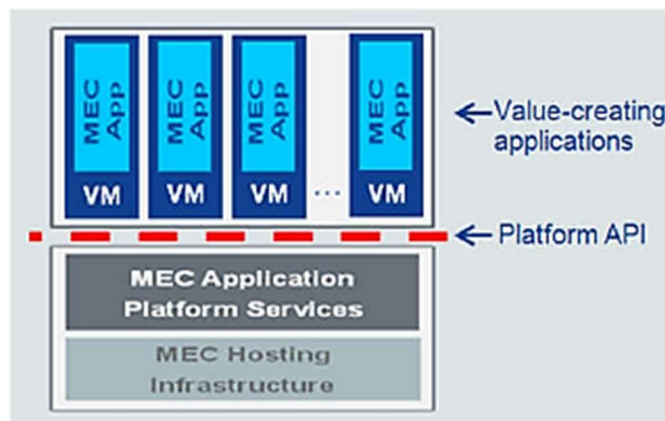 MEC App
MEC App
MEC App
MEC App
VM
VM
VM
...
VM
Value-creating
applications
Platform API
MEC Application
Platform Services
MEC Hosting
Infrastructure